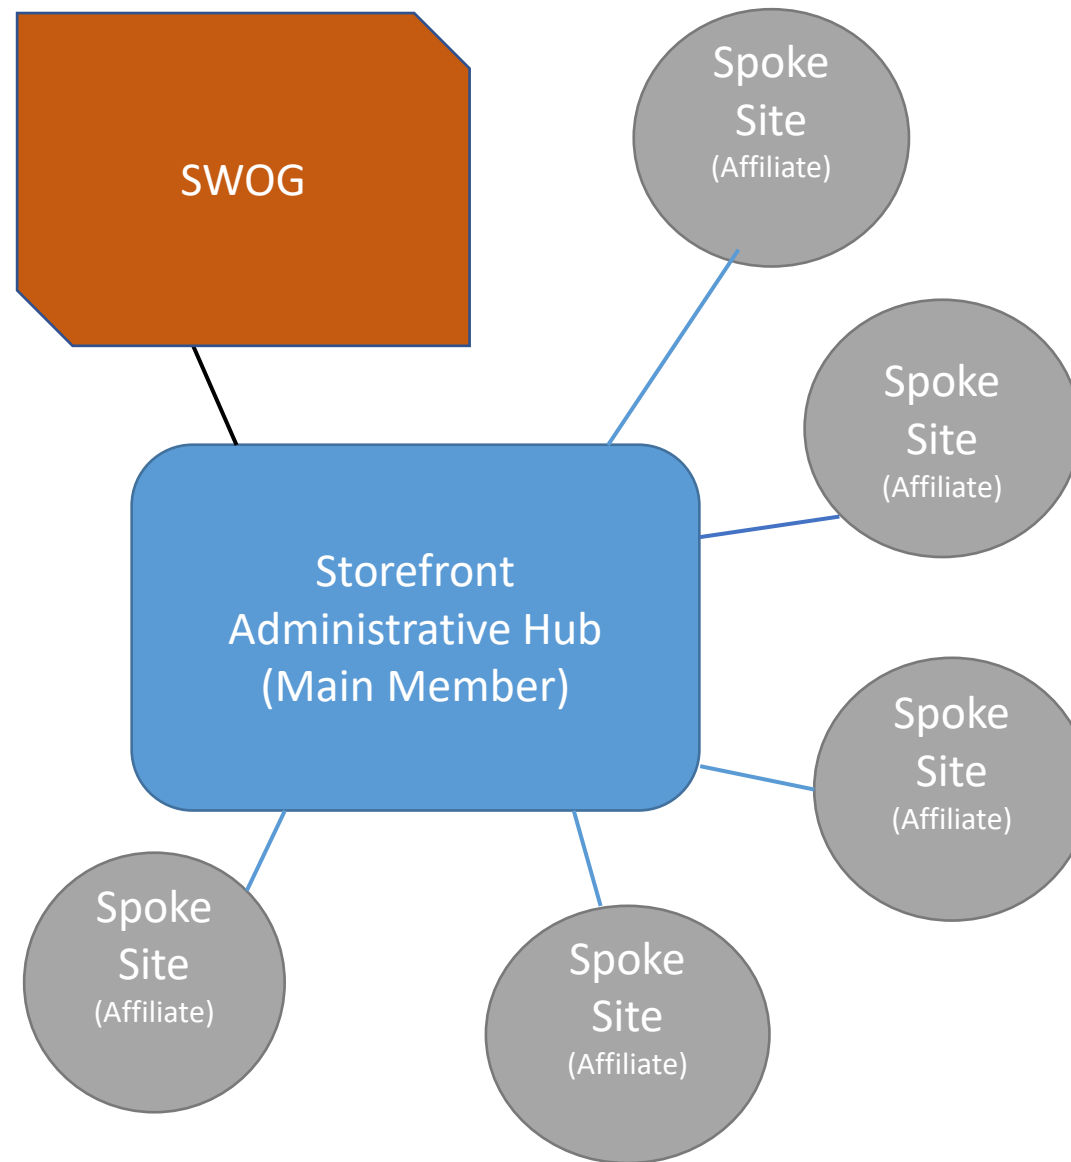 SWOG
Spoke
Site
(Affiliate)
Spoke
Site
(Affiliate)
Storefront
Administrative Hub
(Main Member)
Spoke
Site
(Affiliate)
Spoke
Site
(Affiliate)
Spoke
Site
(Affiliate)